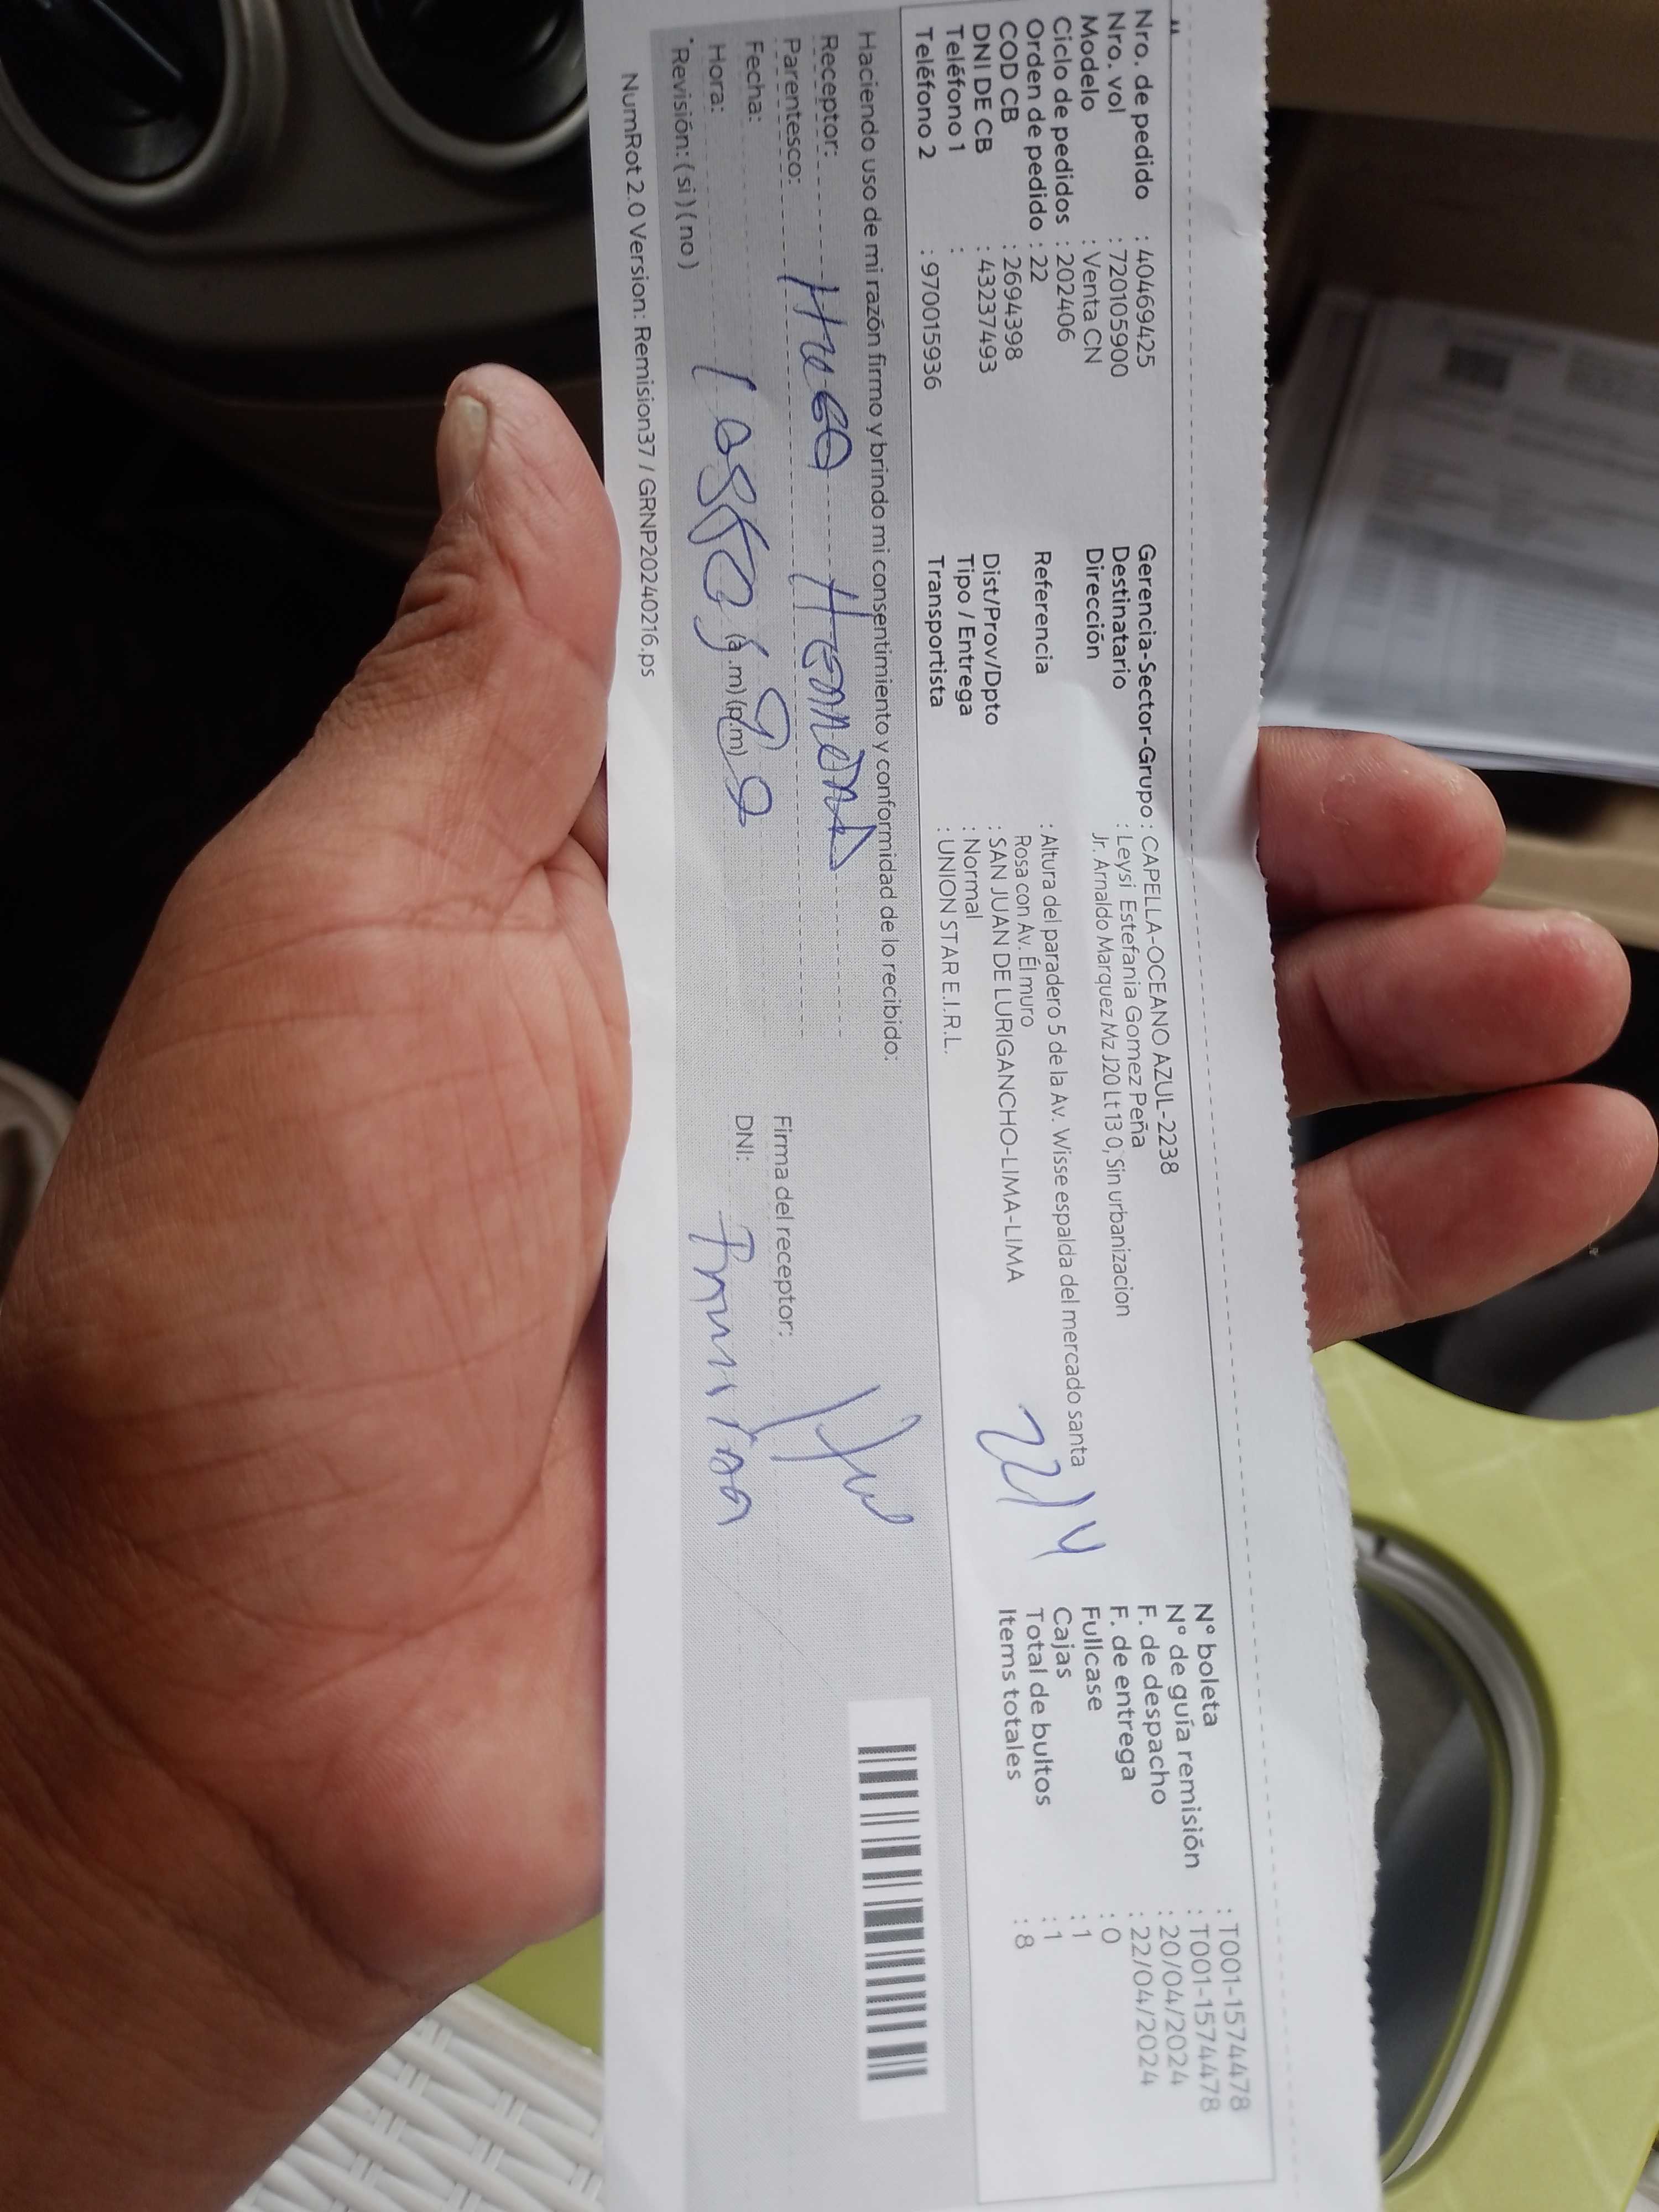 Nro. de pedido : 40469425
Nro. vol : 720105900
Modelo : Venta CN
Ciclo de pedidos : 202406
Orden de pedido : 22
COD CB : 2694398
DNI DE CB : 43237493
Teléfono 1 :
Teléfono 2 : 970015936
Gerencia-Sector-Grupo : CAPELLA-OCEANO AZUL-2238
Destinatario : Leysi Estefania Gomez Peña
Dirección Jr. Arnaldo Marquez Mz J20 Lt 13 0, Sin urbanizacion
Referencia : Altura del paradero 5 de la Av. Wisse espalda del mercado santa
Rosa con Av. El muro
Dist/Prov/Dpto : SAN JUAN DE LURIGANCHO-LIMA-LIMA
Tipo / Entrega : Normal
Transportista : UNION STAR E.I.R.L.
22/4
N° boleta : T001-1574478
N° de guía remisión : T001-1574478
F. de despacho : 20/04/2024
F. de entrega : 22/04/2024
Fullcase : 0
Cajas : 1
Total de bultos : 1
Items totales : 8
Haciendo uso de mi razón firmo y brindo mi consentimiento y conformidad de lo recibido:
Receptor: Hugo
Parentesco:
Fecha:
Hora: (a.m) (p.m)
*Revisión: ( si ) ( no )
Firma del receptor:
DNI:
NumRot 2.0 Version: Remision37 / GRNP20240216.ps